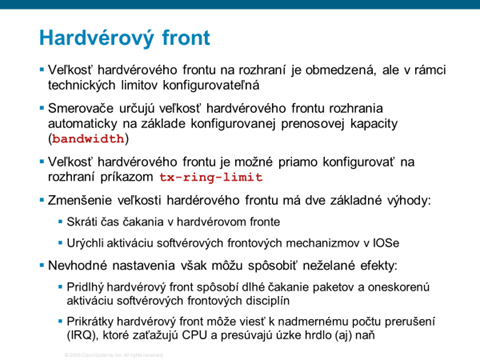 Hardvérový front
Veľkosť hardvérového frontu na rozhraní je obmedzená, ale v rámci
technických limitov konfigurovateľná
Smerovače určujú veľkosť hardvérového frontu rozhrania
automaticky na základe konfigurovanej prenosovej kapacity
(bandwidth)
Veľkosť hardvérového frontu je možné priamo konfigurovať na
rozhraní príkazom tx-ring-limit
Zmenšenie veľkosti hardérového frontu má dve základné výhody:
Skráti čas čakania v hardvérovom fronte
Urýchli aktiváciu softvérových frontových mechanizmov v IOSe
Nevhodné nastavenia však môžu spôsobiť neželané efekty:
Pridlhý hardvérový front spôsobí dlhé čakanie paketov a oneskorenú
aktiváciu softvérových frontových disciplín
Prikrátky hardvérový front môže viesť k nadmernému počtu prerušení
(IRQ), ktoré zaťažujú CPU a presúvajú úzke hrdlo (aj) naň
© 2009 Cisco Systems, Inc. All rights reserved.